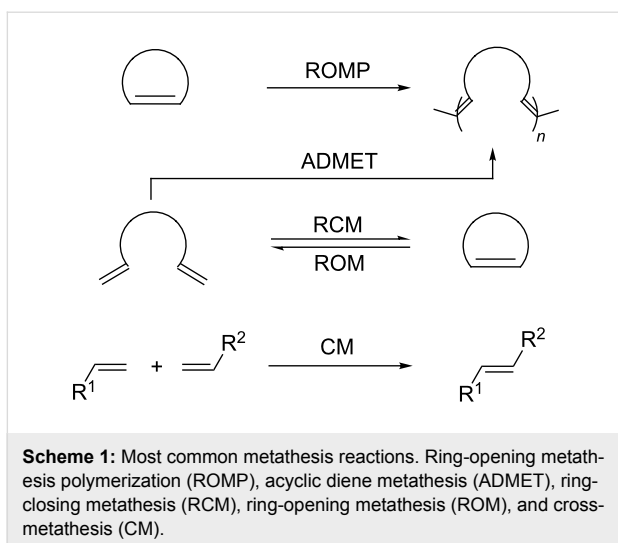 ROMP
n
ADMET
RCM
ROM
R1 + R2
CM
R1 R2
Scheme 1: Most common metathesis reactions. Ring-opening metath-
esis polymerization (ROMP), acyclic diene metathesis (ADMET), ring-
closing metathesis (RCM), ring-opening metathesis (ROM), and cross-
metathesis (CM).